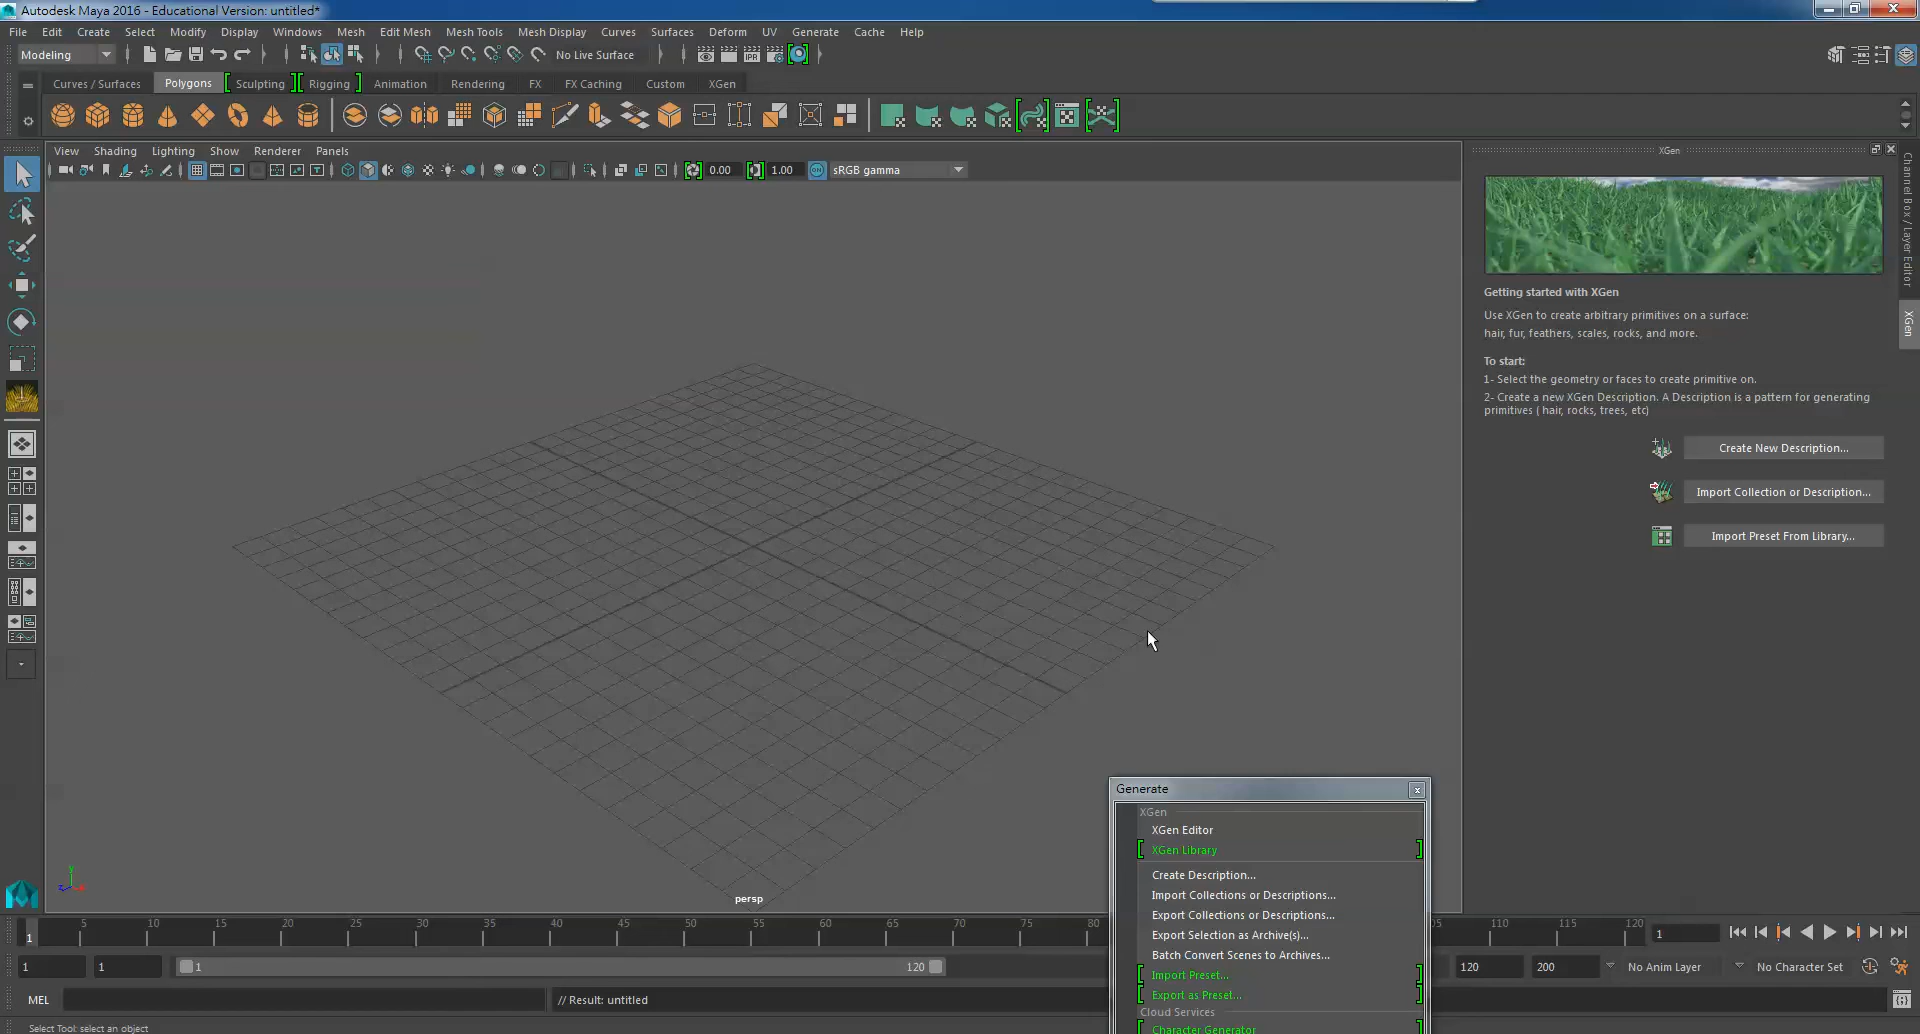 Autodesk Maya 2016 - Educational Version: untitled*
File Edit Create Select Modify Display Windows Mesh Edit Mesh Mesh Tools Mesh Display Curves Surfaces Deform UV Generate Cache Help
Modeling No Live Surface
Curves / Surfaces Polygons Sculpting Rigging Animation Rendering FX FX Caching Custom XGen
View Shading Lighting Show Renderer Panels
0.00 1.00 sRGB gamma
XGen
Channel Box / Layer Editor
XGen
Getting started with XGen
Use XGen to create arbitrary primitives on a surface:
hair, fur, feathers, scales, rocks, and more.
To start:
1- Select the geometry or faces to create primitive on.
2- Create a new XGen Description. A Description is a pattern for generating
primitives ( hair, rocks, trees, etc)
Create New Description...
Import Collection or Description...
Import Preset From Library...
persp
Generate
XGen
XGen Editor
XGen Library
Create Description...
Import Collections or Descriptions...
Export Collections or Descriptions...
Export Selection as Archive(s)...
Batch Convert Scenes to Archives...
Import Preset...
Export as Preset...
Cloud Services
Character Generator
1 5 10 15 20 25 30 35 40 45 50 55 60 65 70 75 80 05 110 115 120 1
1 1 1 120 120 200 No Anim Layer No Character Set
MEL // Result: untitled
Select Tool: select an object